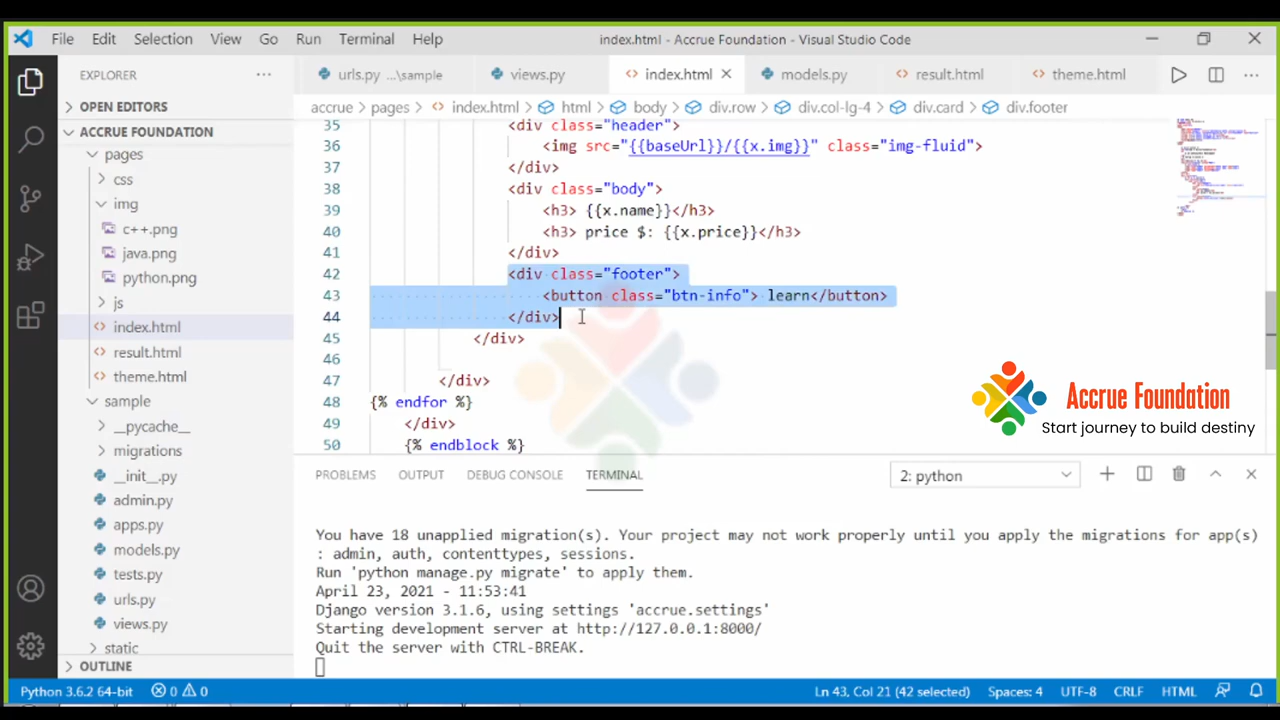 File Edit Selection View Go Run Terminal Help index.html - Accrue Foundation - Visual Studio Code
EXPLORER ···
urls.py ...\sample views.py index.html models.py result.html theme.html
OPEN EDITORS
accrue > pages > index.html > html > body > div.row > div.col-lg-4 > div.card > div.footer
ACCRUE FOUNDATION
pages
css
img
c++.png
java.png
python.png
js
index.html
result.html
theme.html
sample
__pycache__
migrations
__init__.py
admin.py
apps.py
models.py
tests.py
urls.py
views.py
static
OUTLINE
35 <div class="header">
36 <img src="{{baseUrl}}/{{x.img}}" class="img-fluid">
37 </div>
38 <div class="body">
39 <h3> {{x.name}}</h3>
40 <h3> price $: {{x.price}}</h3>
41 </div>
42 <div class="footer">
43 <button class="btn-info"> learn</button>
44 </div>
45 </div>
46
47 </div>
48 {% endfor %}
49 </div>
50 {% endblock %}
Accrue Foundation
Start journey to build destiny
PROBLEMS OUTPUT DEBUG CONSOLE TERMINAL 2: python
You have 18 unapplied migration(s). Your project may not work properly until you apply the migrations for app(s)
: admin, auth, contenttypes, sessions.
Run 'python manage.py migrate' to apply them.
April 23, 2021 - 11:53:41
Django version 3.1.6, using settings 'accrue.settings'
Starting development server at http://127.0.0.1:8000/
Quit the server with CTRL-BREAK.
Python 3.6.2 64-bit 0 0 Ln 43, Col 21 (42 selected) Spaces: 4 UTF-8 CRLF HTML